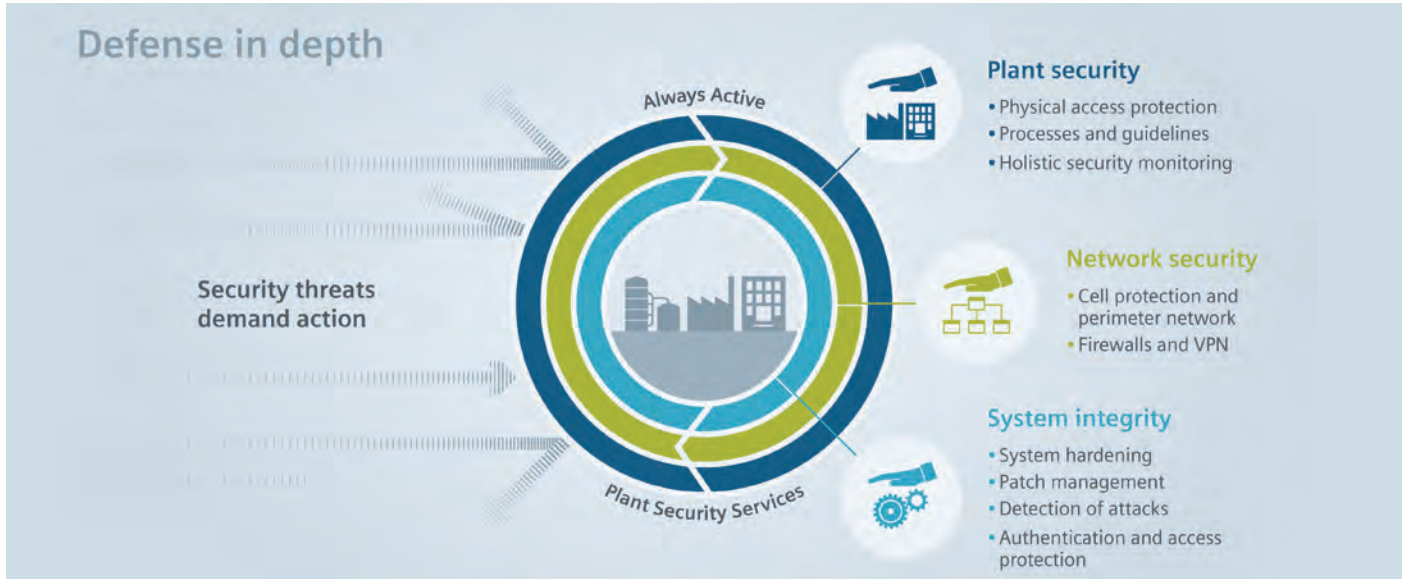 Defense in depth
Always Active
Security threats
demand action
Plant Security Services
Plant security
• Physical access protection
• Processes and guidelines
• Holistic security monitoring
Network security
• Cell protection and
perimeter network
• Firewalls and VPN
System integrity
• System hardening
• Patch management
• Detection of attacks
• Authentication and access
protection